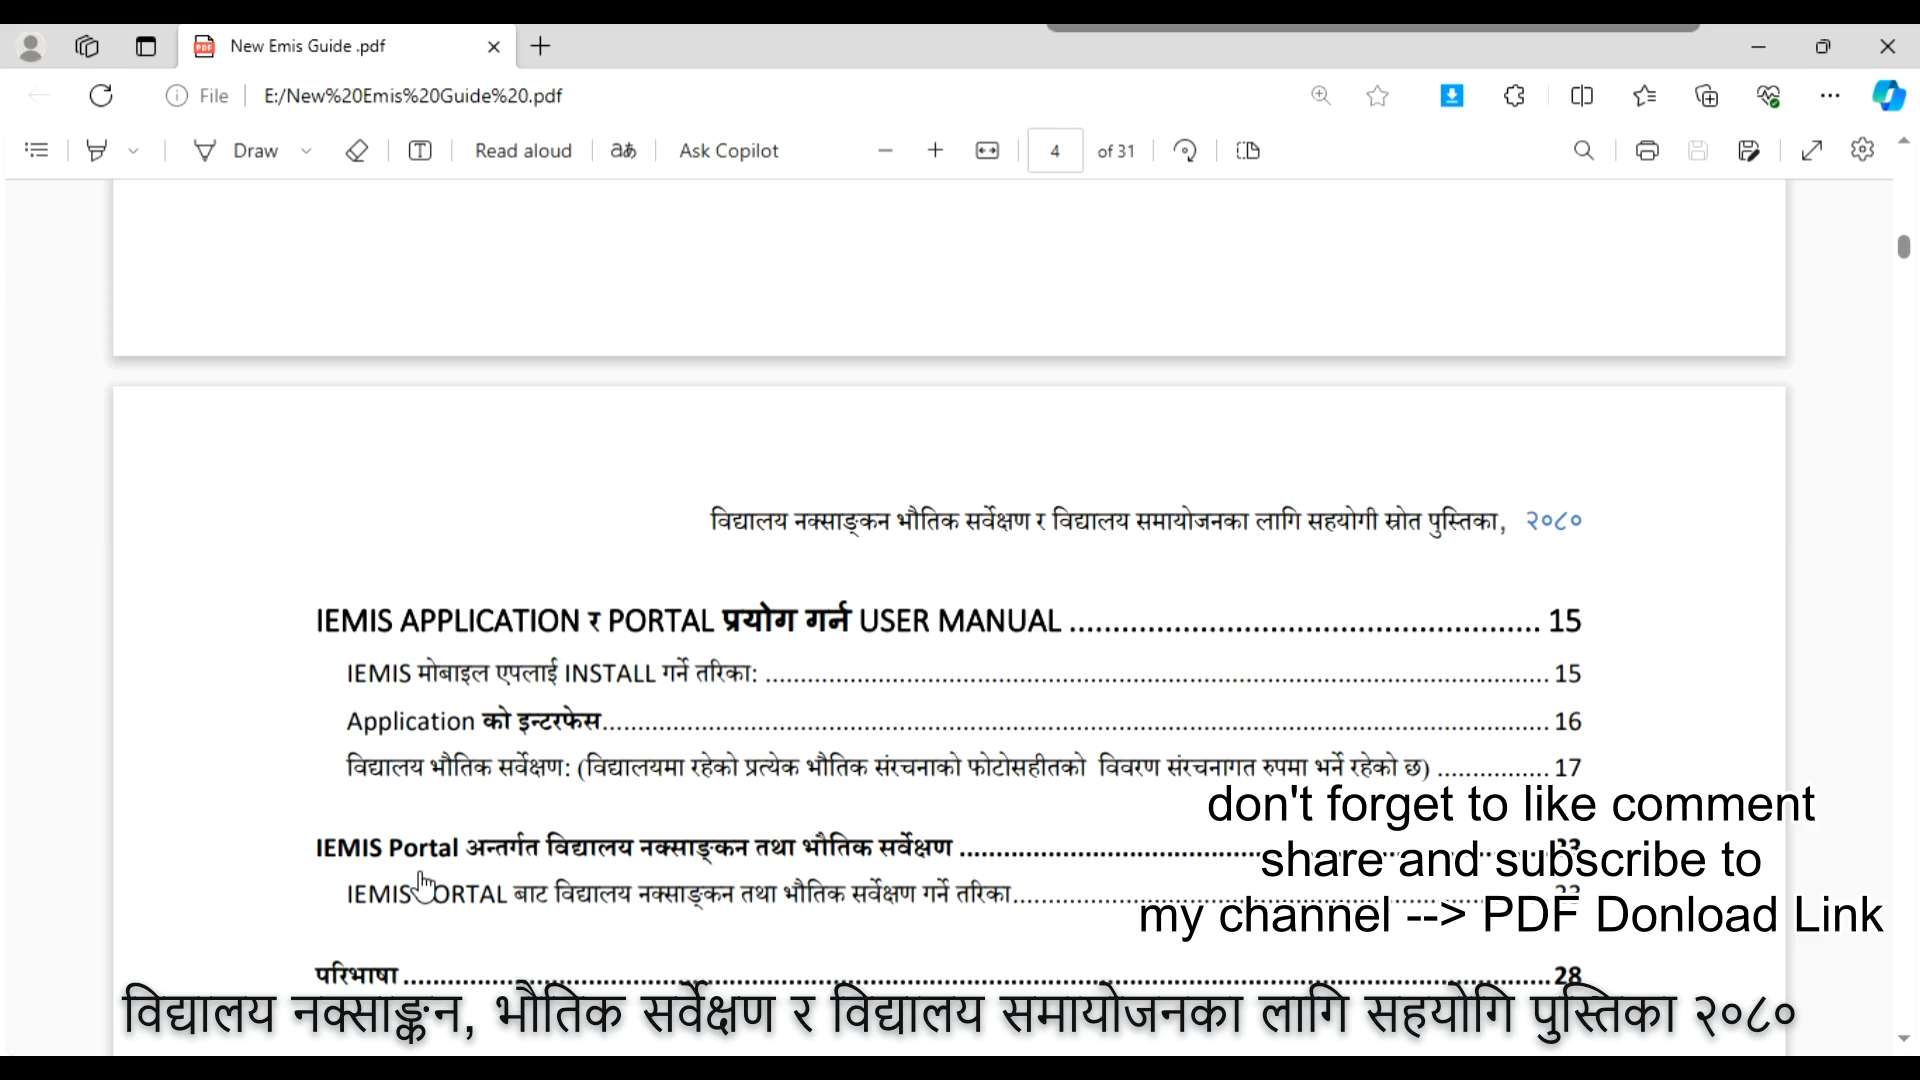 New Emis Guide .pdf
File
E:/New%20Emis%20Guide%20.pdf
Draw
Read aloud
aあ
Ask Copilot
4
of 31
विद्यालय नक्साङ्कन भौतिक सर्वेक्षण र विद्यालय समायोजनका लागि सहयोगी स्रोत पुस्तिका, २०८०
IEMIS APPLICATION र PORTAL प्रयोग गर्न USER MANUAL ................................................ 15
IEMIS मोबाइल एपलाई INSTALL गर्ने तरिका: ................................................ 15
Application को इन्टरफेस................................................ 16
विद्यालय भौतिक सर्वेक्षण: (विद्यालयमा रहेको प्रत्येक भौतिक संरचनाको फोटोसहीतको विवरण संरचनागत रुपमा भर्ने रहेको छ) ................ 17
IEMIS Portal अन्तर्गत विद्यालय नक्साङ्कन तथा भौतिक सर्वेक्षण ................................................
IEMIS PORTAL बाट विद्यालय नक्साङ्कन तथा भौतिक सर्वेक्षण गर्ने तरिका................................................
परिभाषा ................................................ 28
don't forget to like comment
share and subscribe to
my channel --> PDF Donload Link
विद्यालय नक्साङ्कन, भौतिक सर्वेक्षण र विद्यालय समायोजनका लागि सहयोगि पुस्तिका २०८०